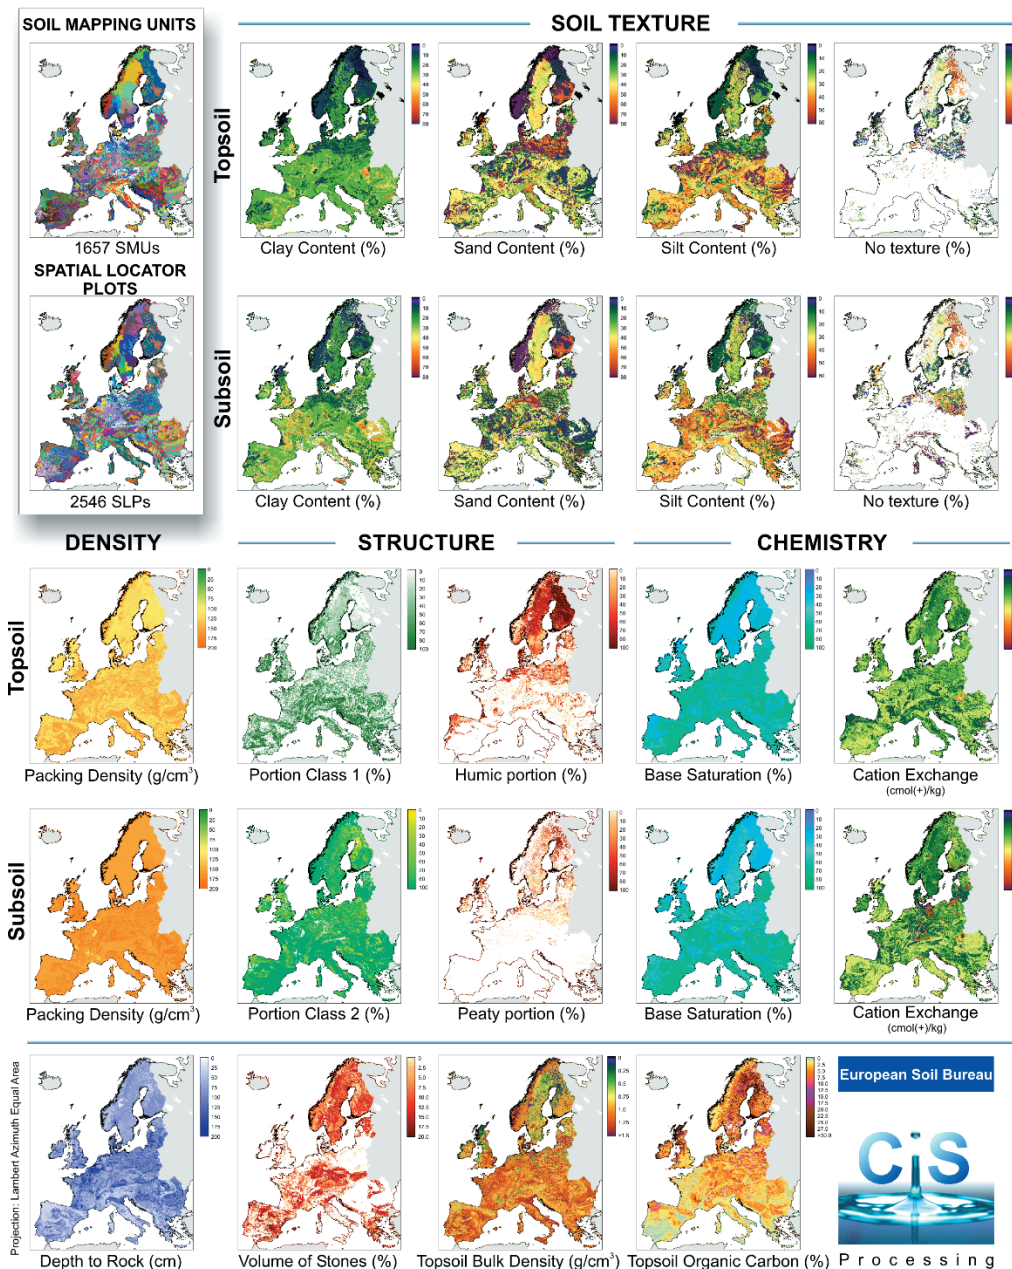 SOIL MAPPING UNITS
SOIL TEXTURE
Topsoil
1657 SMUs
Clay Content (%)
Sand Content (%)
Silt Content (%)
No texture (%)
SPATIAL LOCATOR
PLOTS
Subsoil
2546 SLPs
Clay Content (%)
Sand Content (%)
Silt Content (%)
No texture (%)
DENSITY
STRUCTURE
CHEMISTRY
Topsoil
Packing Density (g/cm³)
Portion Class 1 (%)
Humic portion (%)
Base Saturation (%)
Cation Exchange
(cmol(+)/kg)
Subsoil
Packing Density (g/cm³)
Portion Class 2 (%)
Peaty portion (%)
Base Saturation (%)
Cation Exchange
(cmol(+)/kg)
Projection: Lambert Azimuth Equal Area
Depth to Rock (cm)
Volume of Stones (%)
Topsoil Bulk Density (g/cm³)
Topsoil Organic Carbon (%)
European Soil Bureau
CiS
Processing